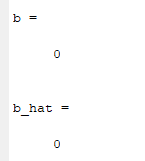 b =
0
b_hat =
0